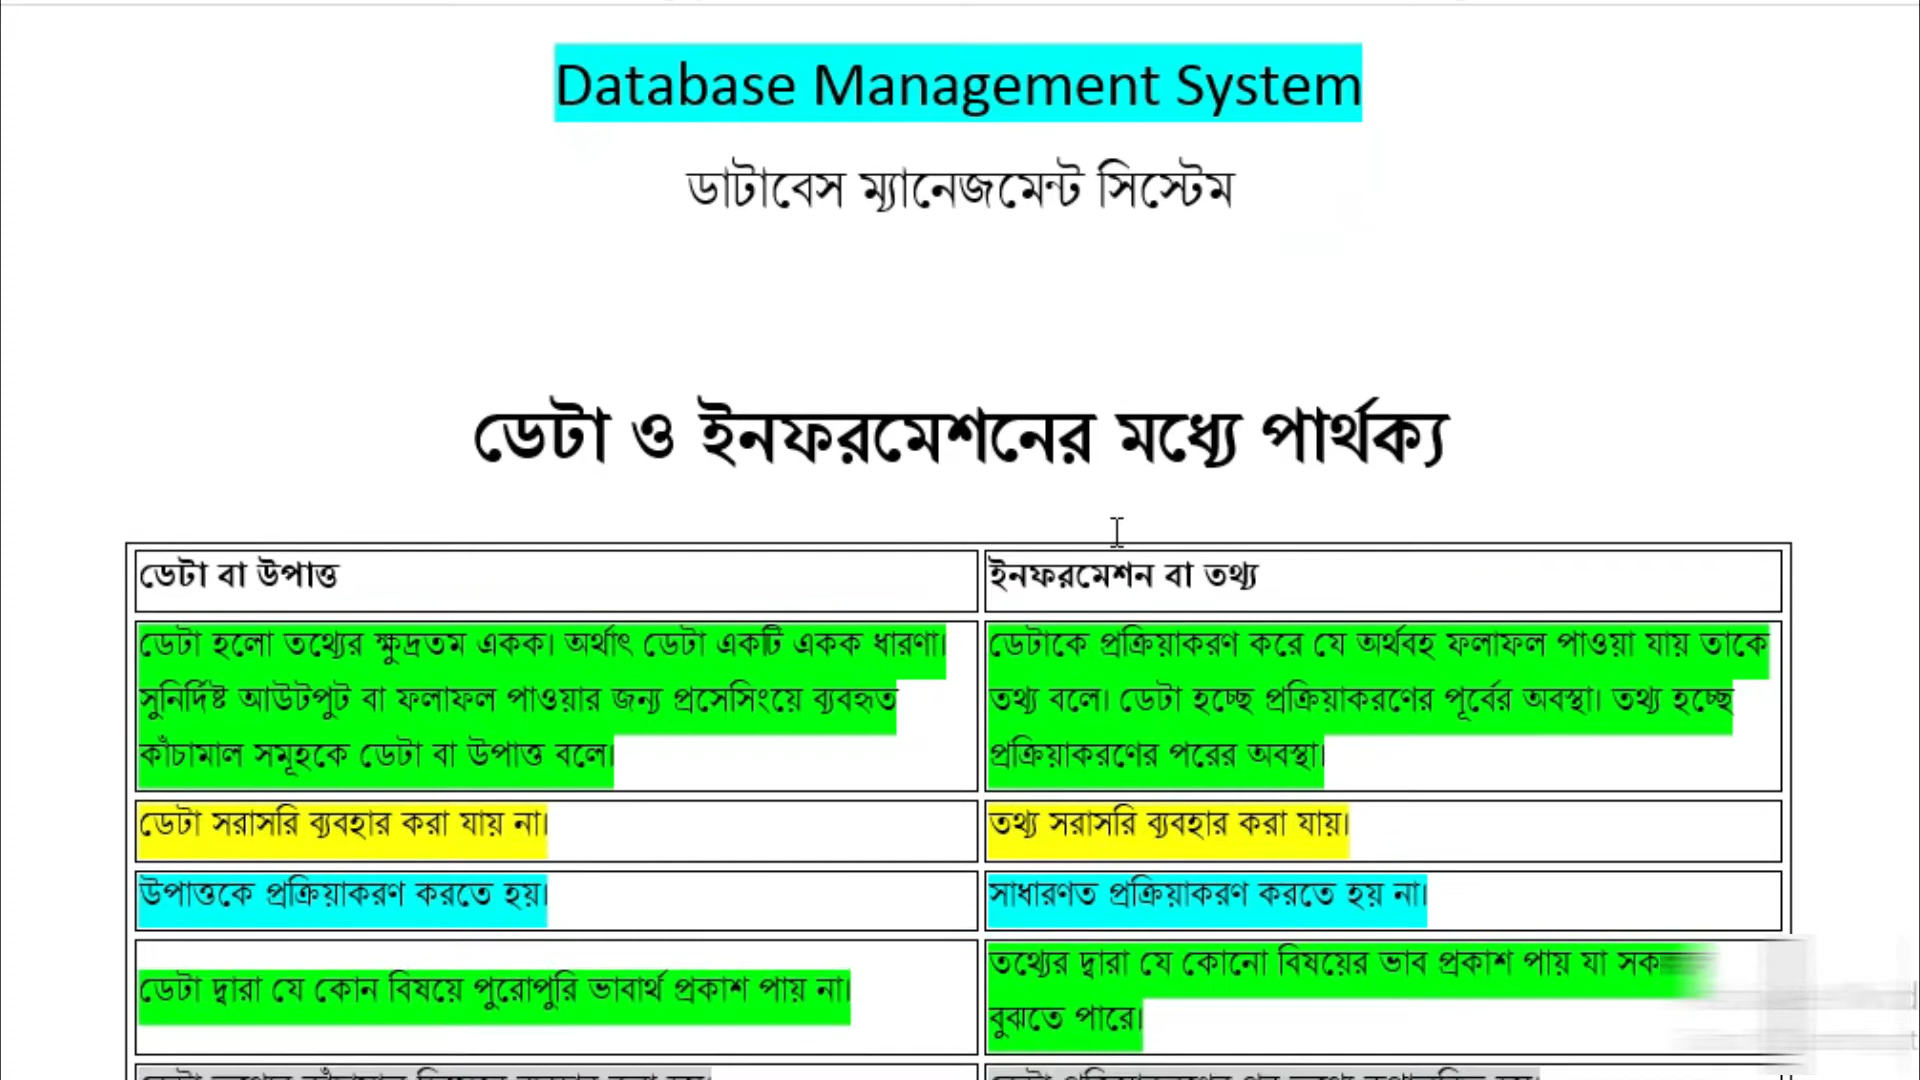 Database Management System
ডাটাবেস ম্যানেজমেন্ট সিস্টেম
ডেটা ও ইনফরমেশনের মধ্যে পার্থক্য
ডেটা বা উপাত্ত
ইনফরমেশন বা তথ্য
ডেটা হলো তথ্যের ক্ষুদ্রতম একক। অর্থাৎ ডেটা একটি একক ধারণা।
সুনির্দিষ্ট আউটপুট বা ফলাফল পাওয়ার জন্য প্রসেসিংয়ে ব্যবহৃত
কাঁচামাল সমূহকে ডেটা বা উপাত্ত বলে।
ডেটাকে প্রক্রিয়াকরণ করে যে অর্থবহ ফলাফল পাওয়া যায় তাকে
তথ্য বলে। ডেটা হচ্ছে প্রক্রিয়াকরণের পূর্বের অবস্থা। তথ্য হচ্ছে
প্রক্রিয়াকরণের পরের অবস্থা।
ডেটা সরাসরি ব্যবহার করা যায় না।
তথ্য সরাসরি ব্যবহার করা যায়।
উপাত্তকে প্রক্রিয়াকরণ করতে হয়।
সাধারণত প্রক্রিয়াকরণ করতে হয় না।
ডেটা দ্বারা যে কোন বিষয়ে পুরোপুরি ভাবার্থ প্রকাশ পায় না।
তথ্যের দ্বারা যে কোনো বিষয়ের ভাব প্রকাশ পায় যা
বুঝতে পারে।